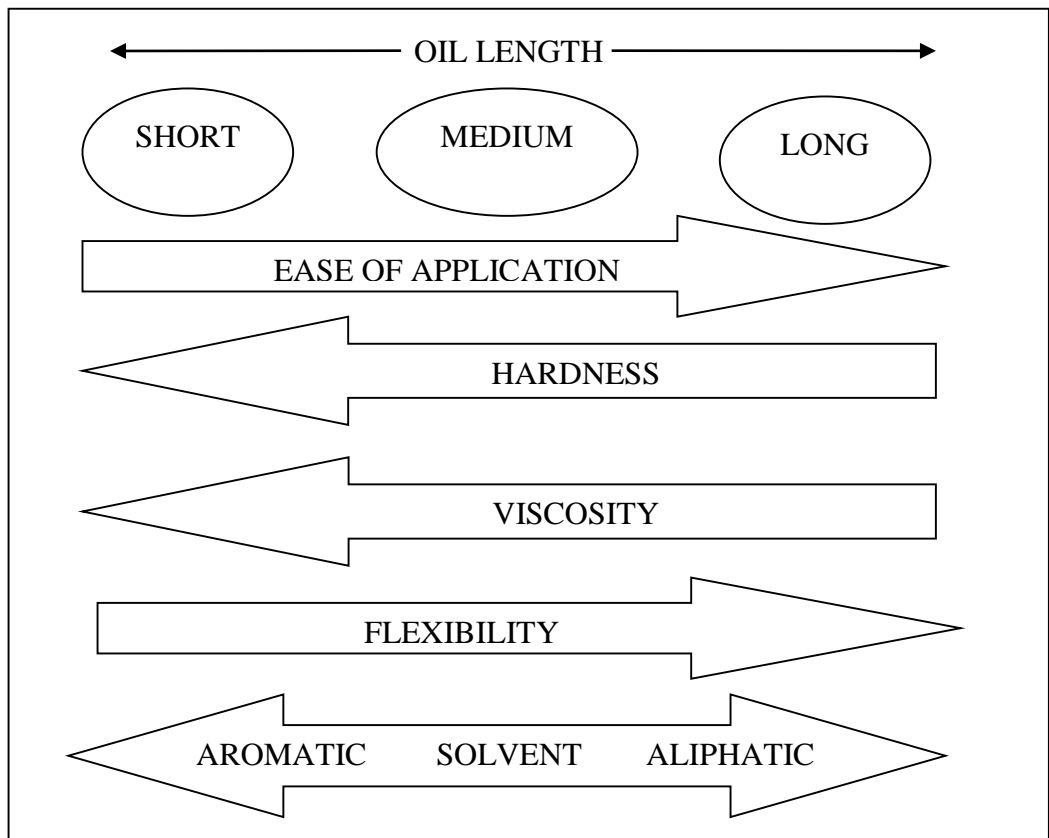 OIL LENGTH
SHORT
MEDIUM
LONG
EASE OF APPLICATION
HARDNESS
VISCOSITY
FLEXIBILITY
AROMATIC SOLVENT ALIPHATIC